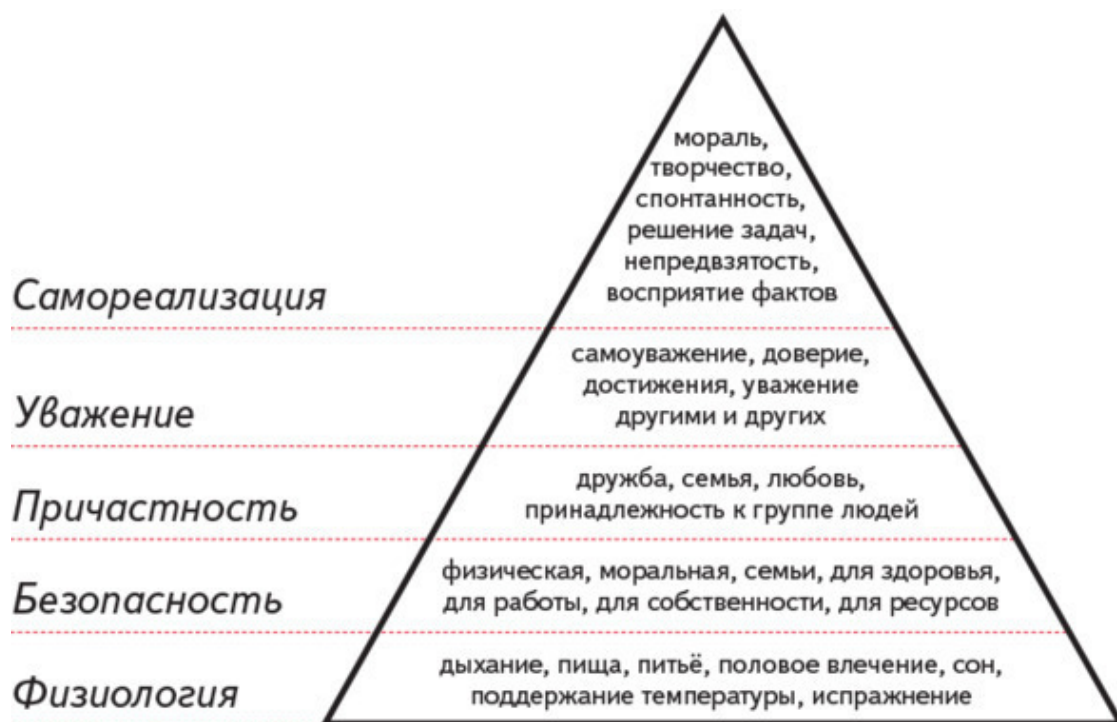 мораль,
творчество,
спонтанность,
решение задач,
непредвзятость,
восприятие фактов
Самореализация
самоуважение, доверие,
достижения, уважение
другими и других
Уважение
дружба, семья, любовь,
принадлежность к группе людей
Причастность
физическая, моральная, семьи, для здоровья,
для работы, для собственности, для ресурсов
Безопасность
дыхание, пища, питьё, половое влечение, сон,
поддержание температуры, испражнение
Физиология